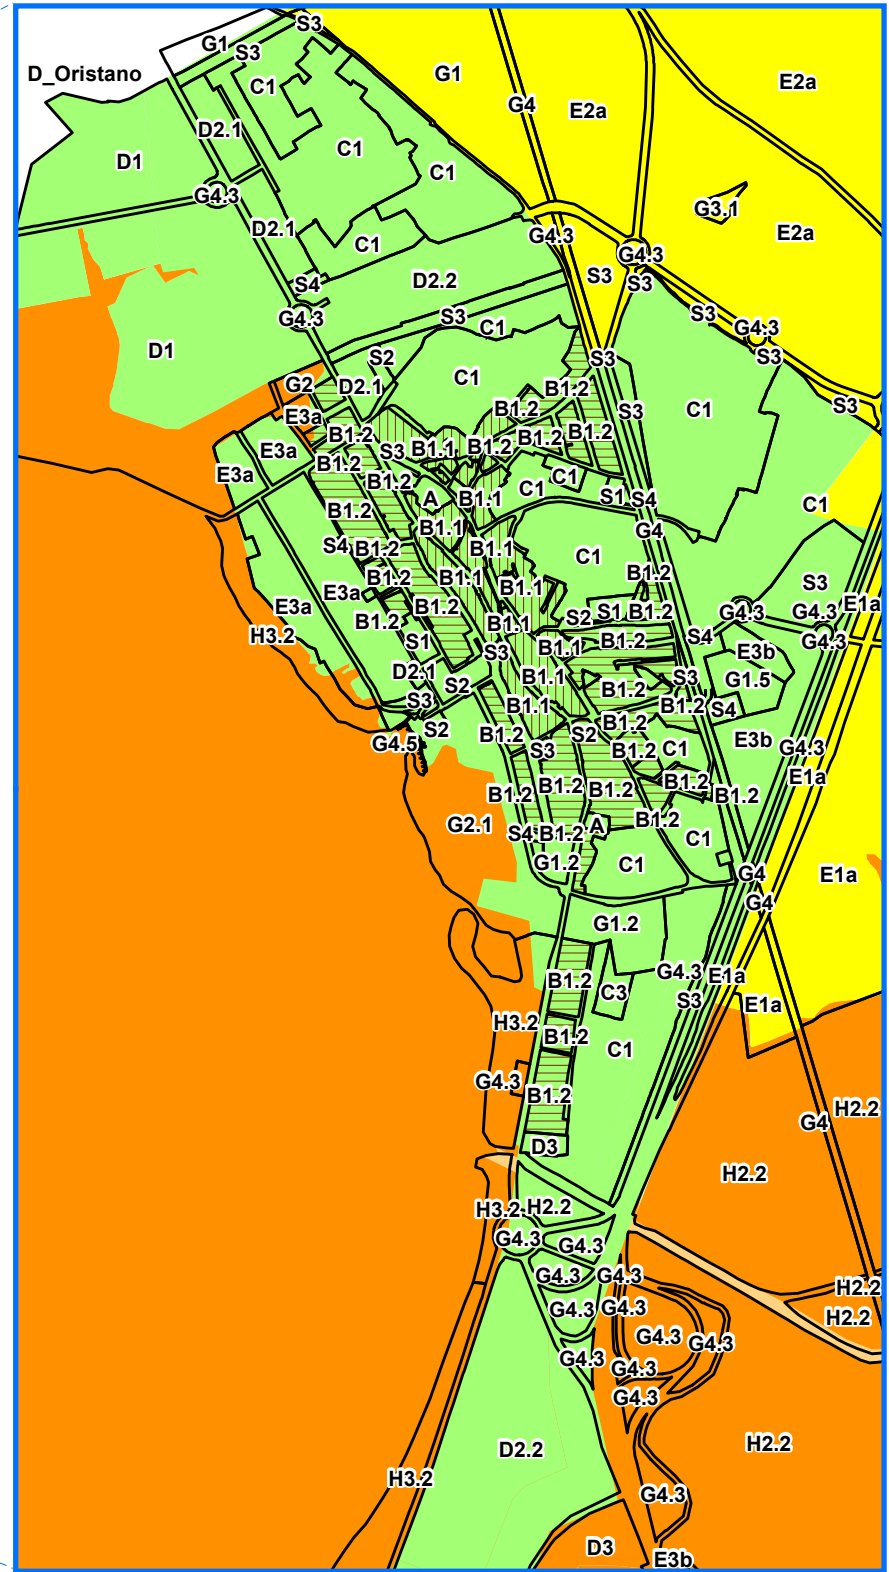 S3
G1
S3
D_Oristano
C1
G1
E2a
G4
E2a
D2.1
C1
D1
C1
G4.3
G3.1
D2.1
E2a
C1
G4.3
G4.3
S3
D2.2
S4
S3
S3
G4.3
S3
C1
G4.3
D1
S2
S3
S3
C1
G2
D2.1
B1.2
S3
B1.2
S3
C1
E3a
B1.2
B1.2
B1.2
B1.1
B1.2
S3
E3a
B1.2
E3a
B1.2
C1
C1
A
B1.1
S1
S4
C1
B1.2
B1.1
G4
S4
B1.2
B1.1
C1
B1.2
B1.2
B1.1
B1.1
S3
E3a
E3a
B1.2
S1
B1.2
G4.3
G4.3
E1a
B1.2
B1.1
S2
H3.2
S1
B1.1
B1.2
S4
G4.3
S3
E3b
D2.1
B1.1
S3
G1.5
S2
B1.2
S3
B1.1
B1.2
S4
S2
B1.2
B1.2
S2
G4.5
S3
B1.2
C1
E3b
G4.3
B1.2
B1.2
B1.2
B1.2
E1a
B1.2
B1.2
G2.1
S4
B1.2
A
B1.2
C1
G1.2
C1
G4
E1a
G4
G1.2
B1.2
G4.3
E1a
C3
S3
E1a
H3.2
B1.2
C1
G4.3
B1.2
H2.2
G4
D3
H2.2
H3.2
H2.2
G4.3
G4.3
G4.3
G4.3
H2.2
G4.3
G4.3
H2.2
G4.3
G4.3
G4.3
G4.3
G4.3
D2.2
H2.2
H3.2
G4.3
D3
E3b